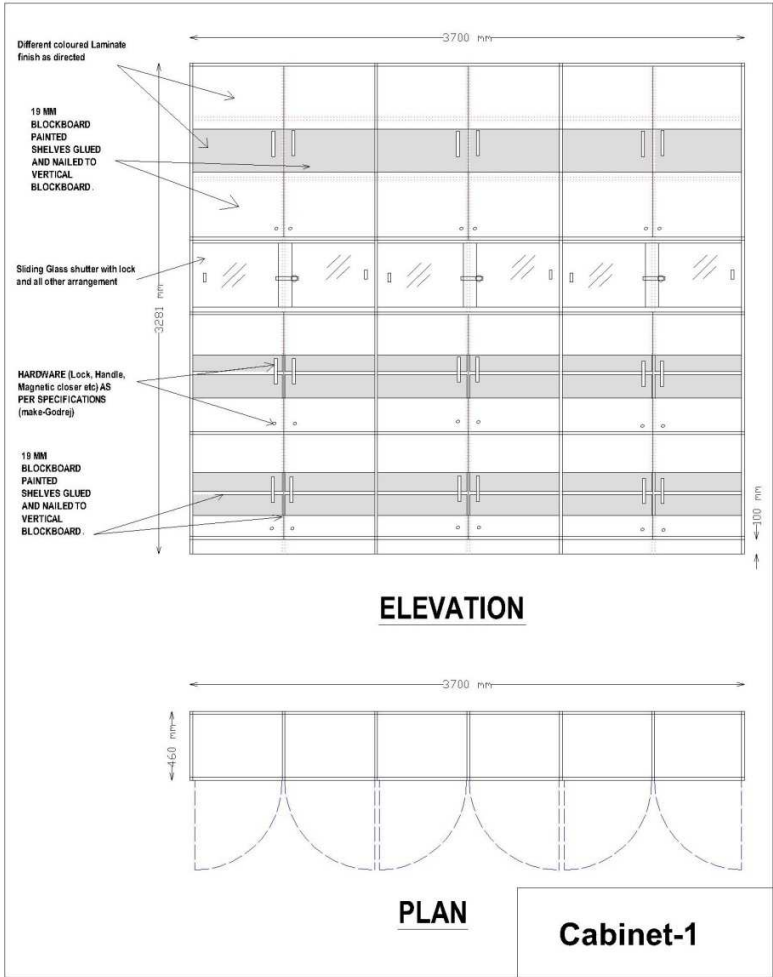 3700 mm
Different coloured Laminate
finish as directed
19 MM
BLOCKBOARD
PAINTED
SHELVES GLUED
AND NAILED TO
VERTICAL
BLOCKBOARD.
Sliding Glass shutter with lock
and all other arrangement
3281 mm
HARDWARE (Lock, Handle,
Magnetic closer etc) AS
PER SPECIFICATIONS
(make-Godrej)
19 MM
BLOCKBOARD
PAINTED
SHELVES GLUED
AND NAILED TO
VERTICAL
BLOCKBOARD.
100 mm
ELEVATION
3700 mm
460 mm
PLAN
Cabinet-1